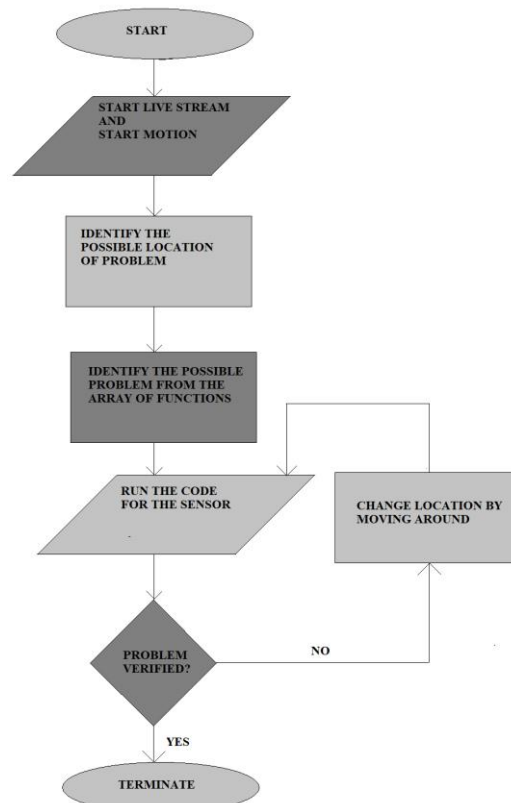 START
START LIVE STREAM
AND
START MOTION
IDENTIFY THE
POSSIBLE LOCATION
OF PROBLEM
IDENTIFY THE POSSIBLE
PROBLEM FROM THE
ARRAY OF FUNCTIONS
RUN THE CODE
FOR THE SENSOR
CHANGE LOCATION BY
MOVING AROUND
PROBLEM
VERIFIED?
NO
YES
TERMINATE